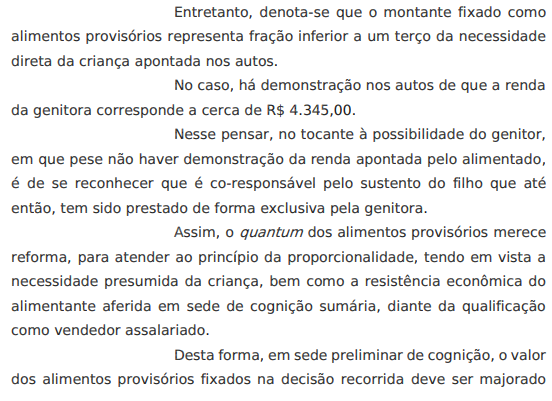 Entretanto, denota-se que o montante fixado como
alimentos provisórios representa fração inferior a um terço da necessidade
direta da criança apontada nos autos.
No caso, há demonstração nos autos de que a renda
da genitora corresponde a cerca de R$ 4.345,00.
Nesse pensar, no tocante à possibilidade do genitor,
em que pese não haver demonstração da renda apontada pelo alimentado,
é de se reconhecer que é co-responsável pelo sustento do filho que até
então, tem sido prestado de forma exclusiva pela genitora.
Assim, o quantum dos alimentos provisórios merece
reforma, para atender ao princípio da proporcionalidade, tendo em vista a
necessidade presumida da criança, bem como a resistência econômica do
alimentante aferida em sede de cognição sumária, diante da qualificação
como vendedor assalariado.
Desta forma, em sede preliminar de cognição, o valor
dos alimentos provisórios fixados na decisão recorrida deve ser majorado